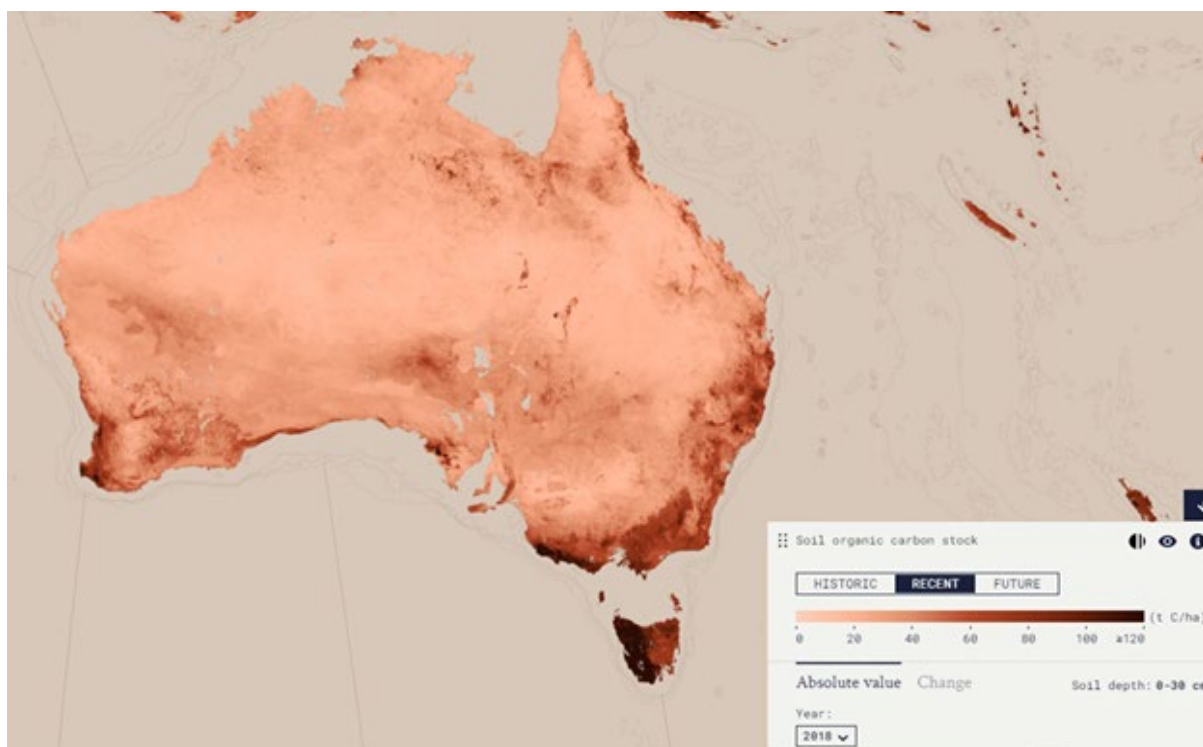 Soil organic carbon stock
HISTORIC RECENT FUTURE
(t C/ha)
0 20 40 60 80 100 ≥120
Absolute value Change Soil depth: 0-30 c
Year:
2018